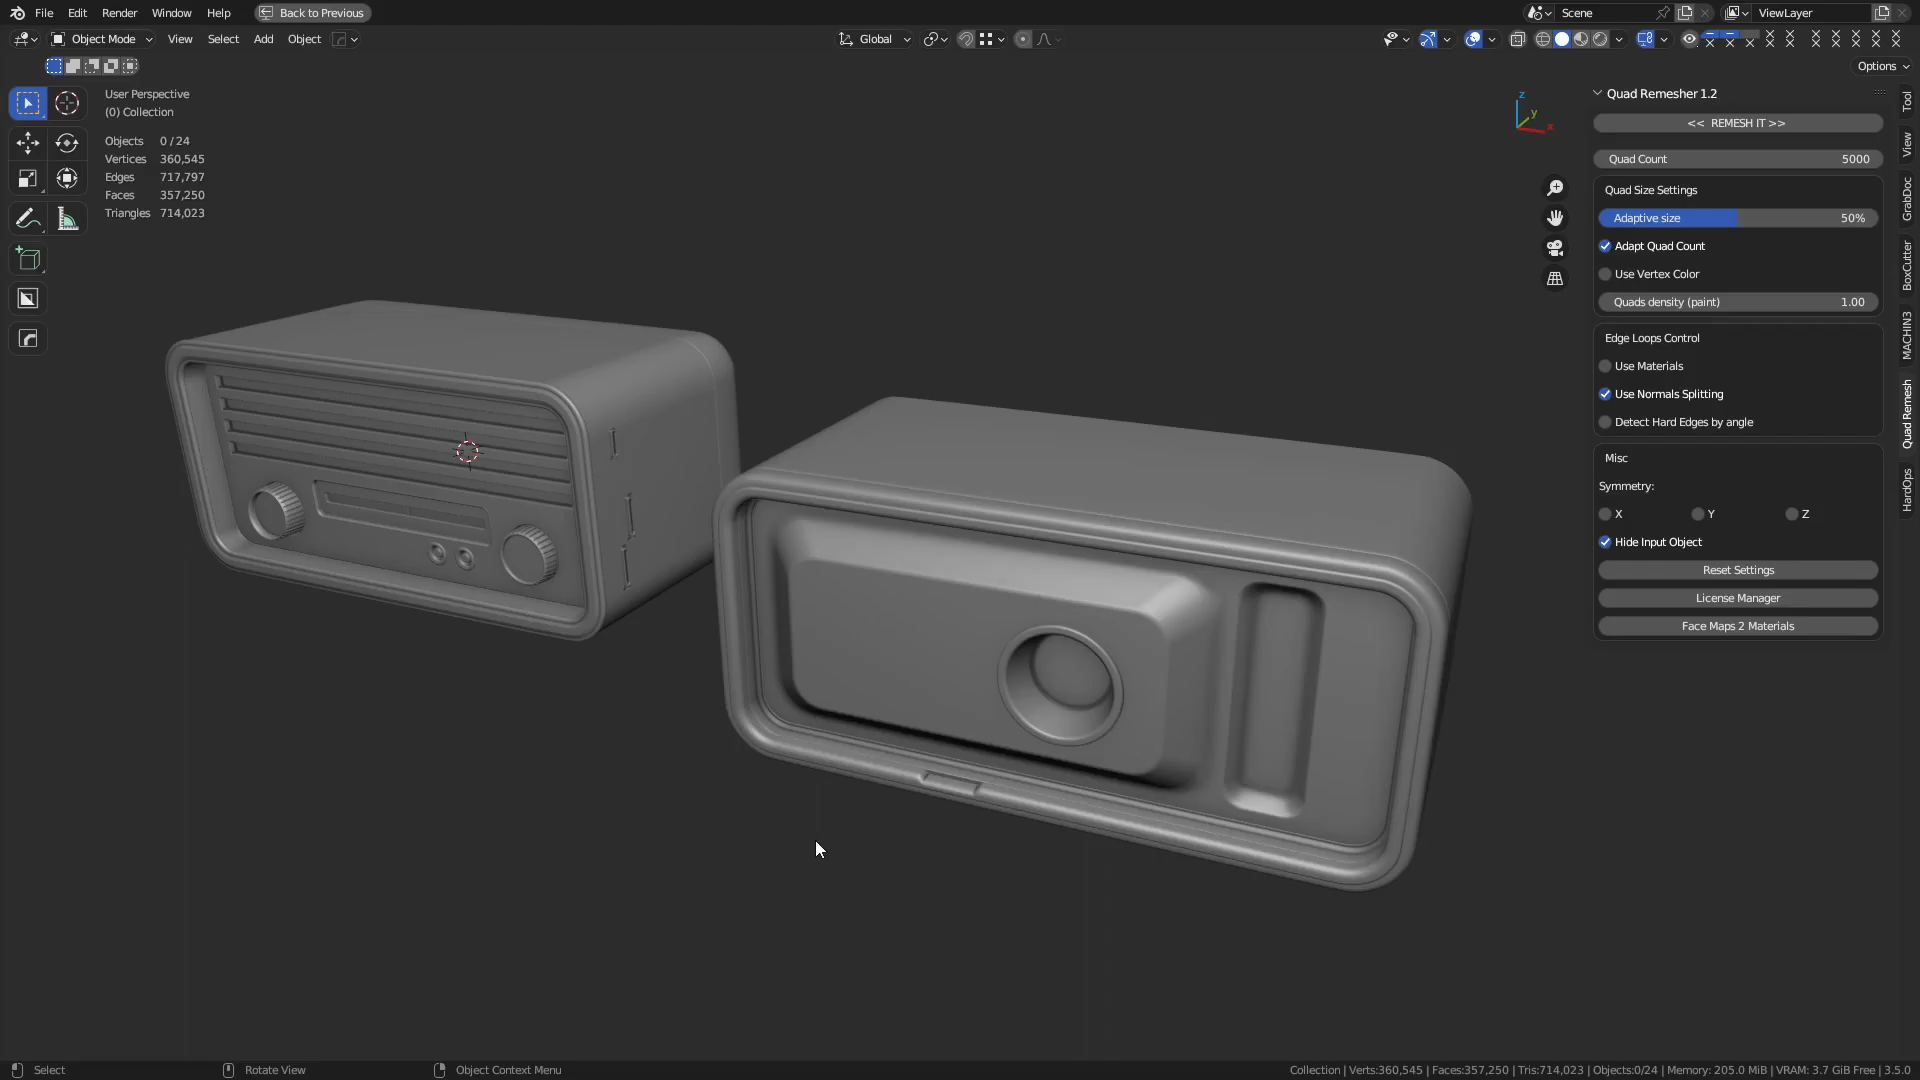 File Edit Render Window Help Back to Previous Scene ViewLayer
Object Mode View Select Add Object Global
Options
User Perspective
(0) Collection
Objects 0 / 24
Vertices 360,545
Edges 717,797
Faces 357,250
Triangles 714,023
z
y
x
Quad Remesher 1.2
<< REMESH IT >>
Quad Count 5000
Quad Size Settings
Adaptive size 50%
Adapt Quad Count
Use Vertex Color
Quads density (paint) 1.00
Edge Loops Control
Use Materials
Use Normals Splitting
Detect Hard Edges by angle
Misc
Symmetry:
X Y Z
Hide Input Object
Reset Settings
License Manager
Face Maps 2 Materials
Tool
View
GrabDoc
BoxCutter
MACHIN3
Quad Remesh
HardOps
Select Rotate View Object Context Menu Collection | Verts:360,545 | Faces:357,250 | Tris:714,023 | Objects:0/24 | Memory: 205.0 MiB | VRAM: 3.7 GiB Free | 3.5.0